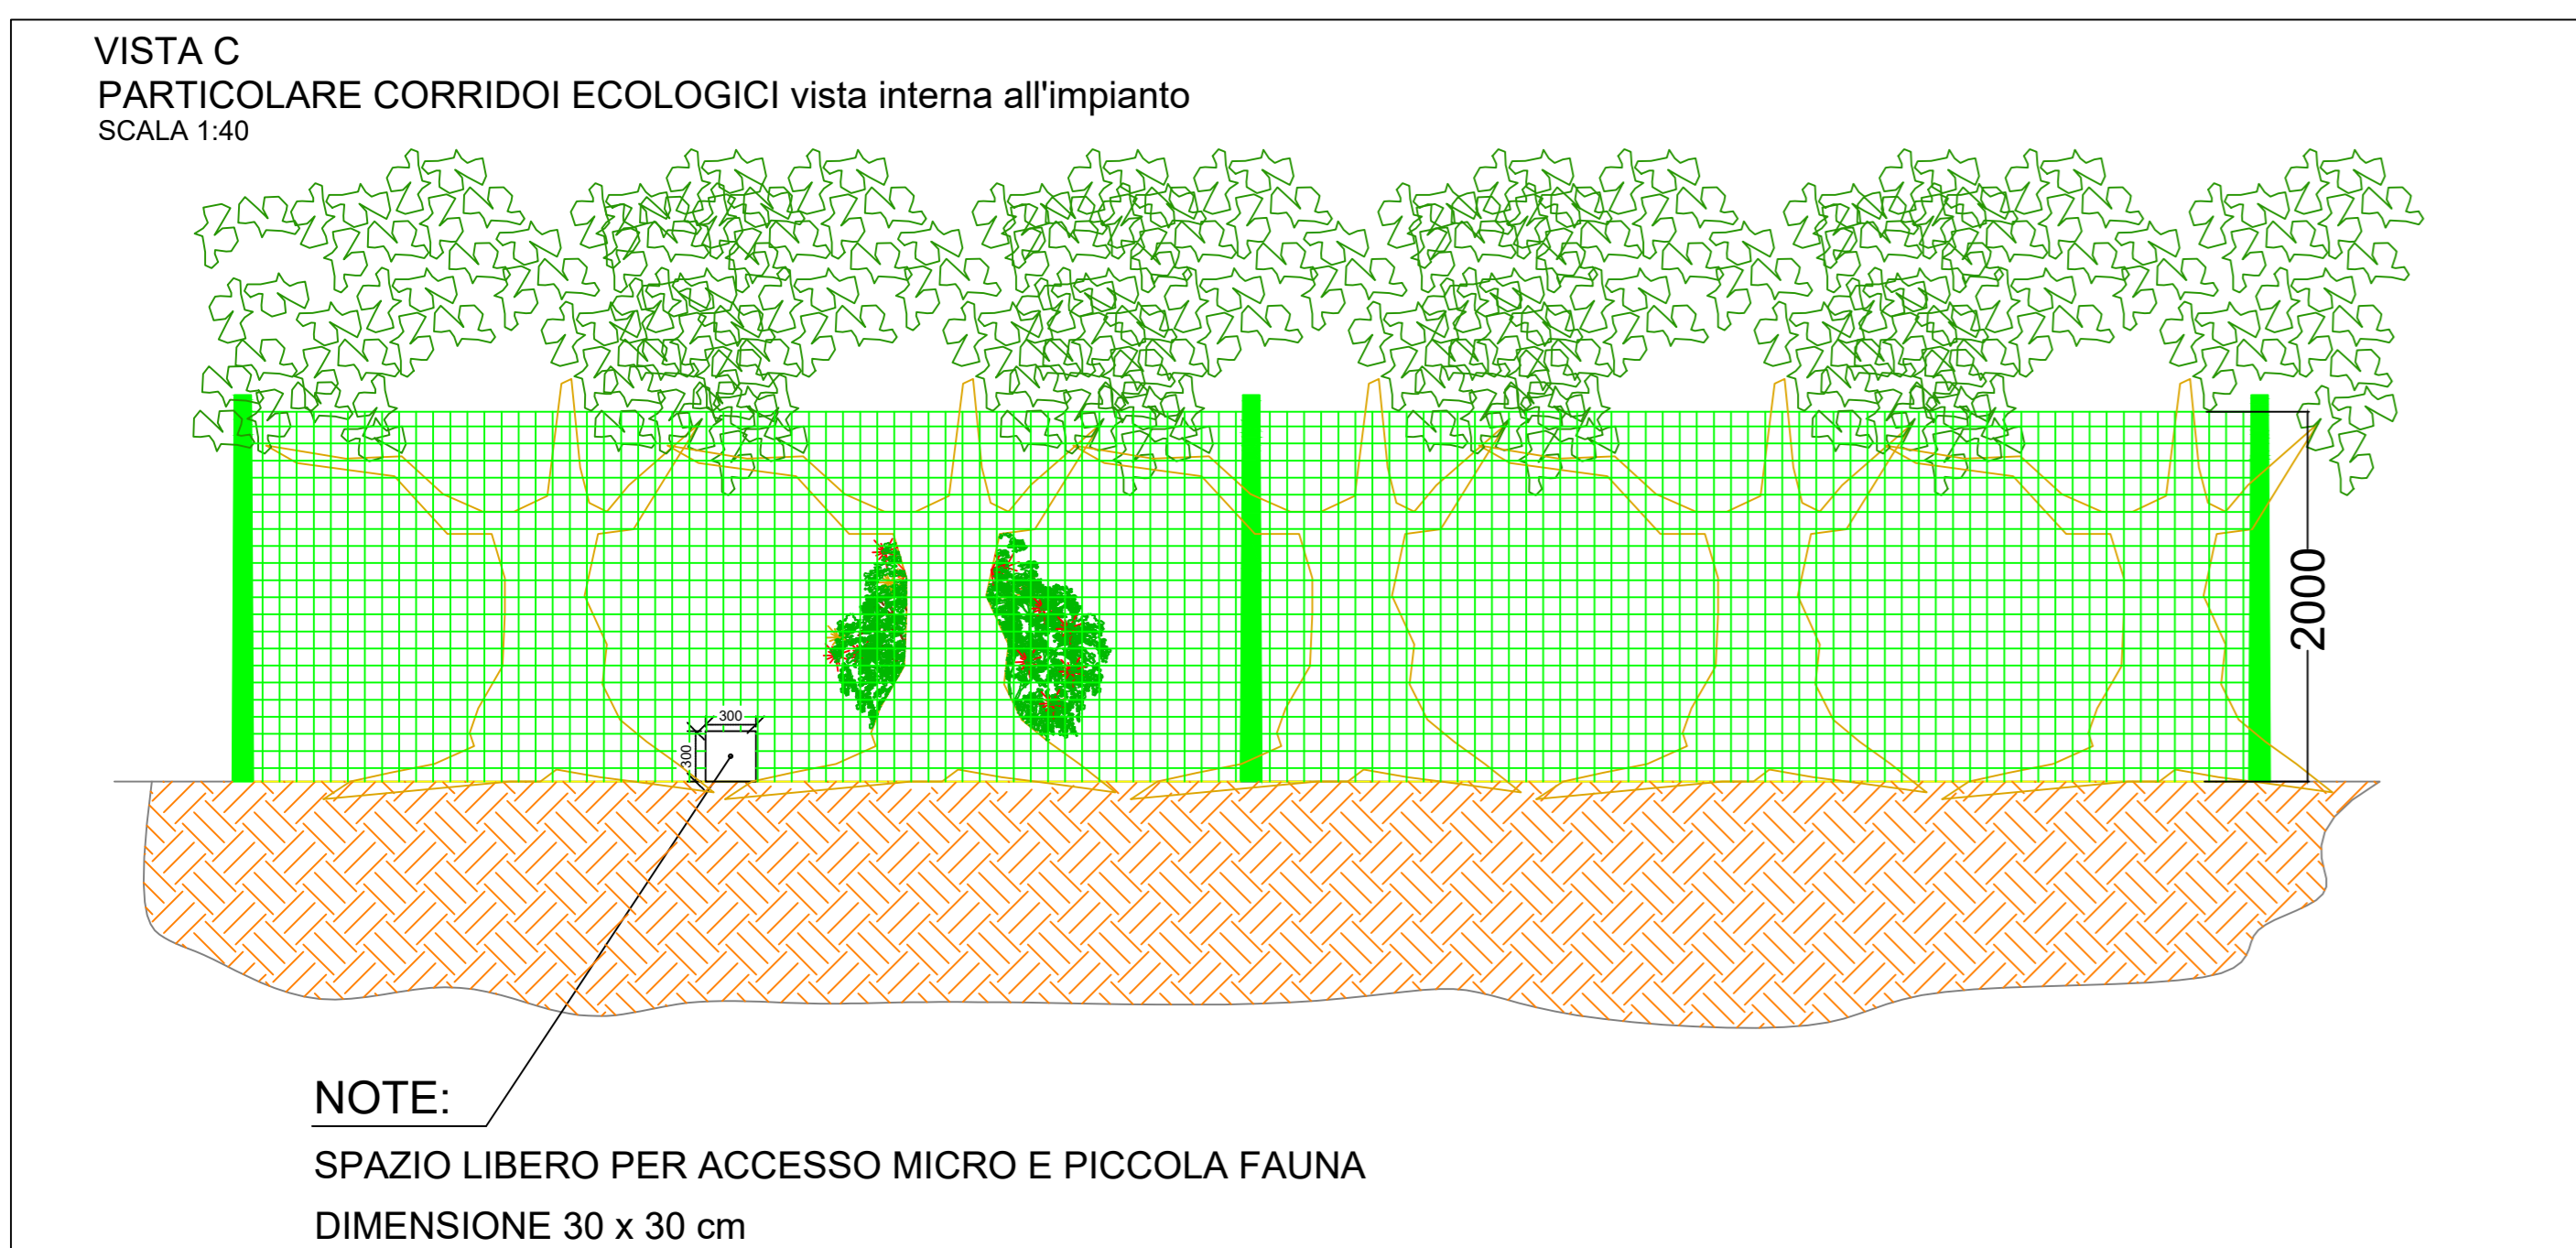 VISTA C
PARTICOLARE CORRIDOI ECOLOGICI vista interna all'impianto
SCALA 1:40
2000
300
300
NOTE:
SPAZIO LIBERO PER ACCESSO MICRO E PICCOLA FAUNA
DIMENSIONE 30 x 30 cm